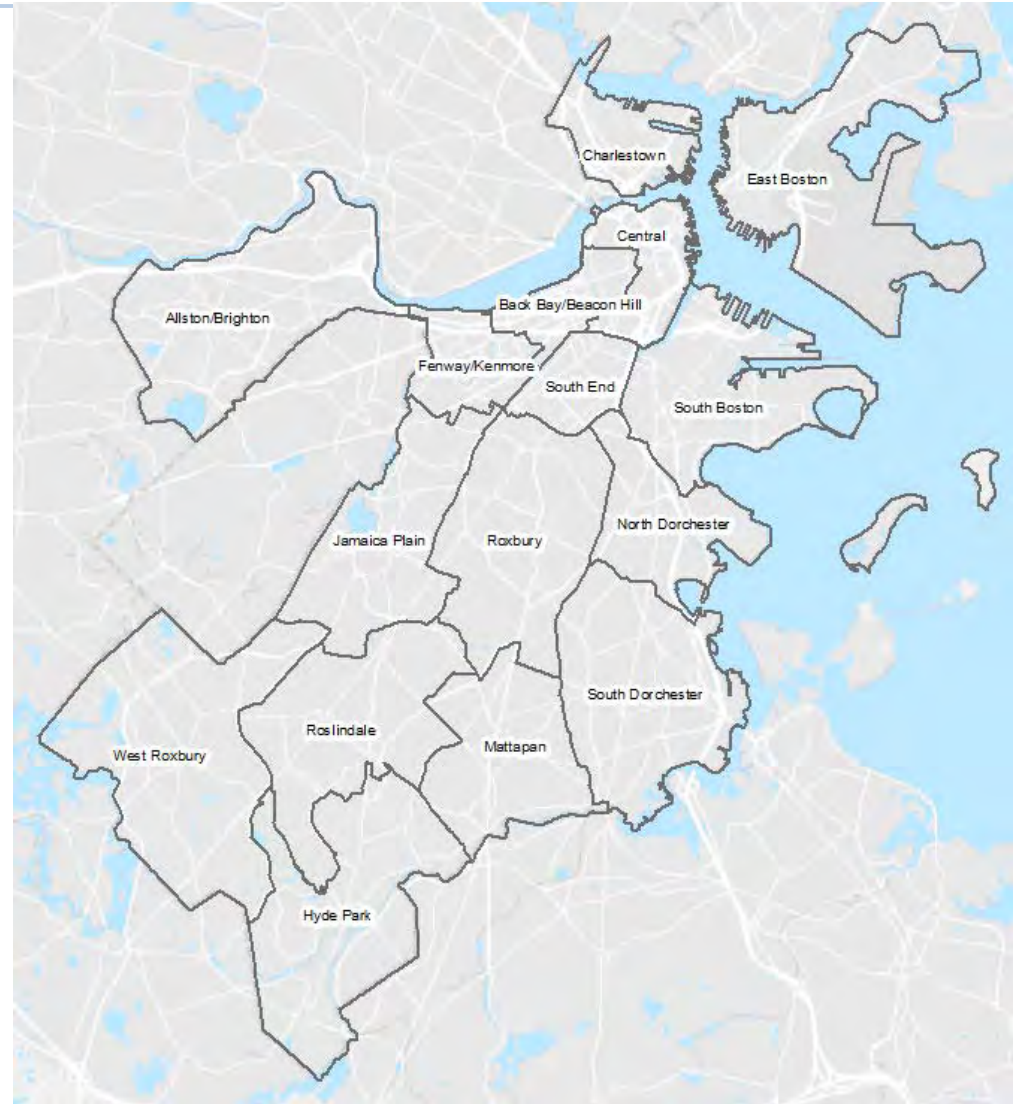 Charlestown
East Boston
Central
Back Bay/Beacon Hill
Allston/Brighton
Fenway/Kenmore
South End
South Boston
North Dorchester
Jamaica Plain
Roxbury
South Dorchester
Roslindale
Mattapan
West Roxbury
Hyde Park